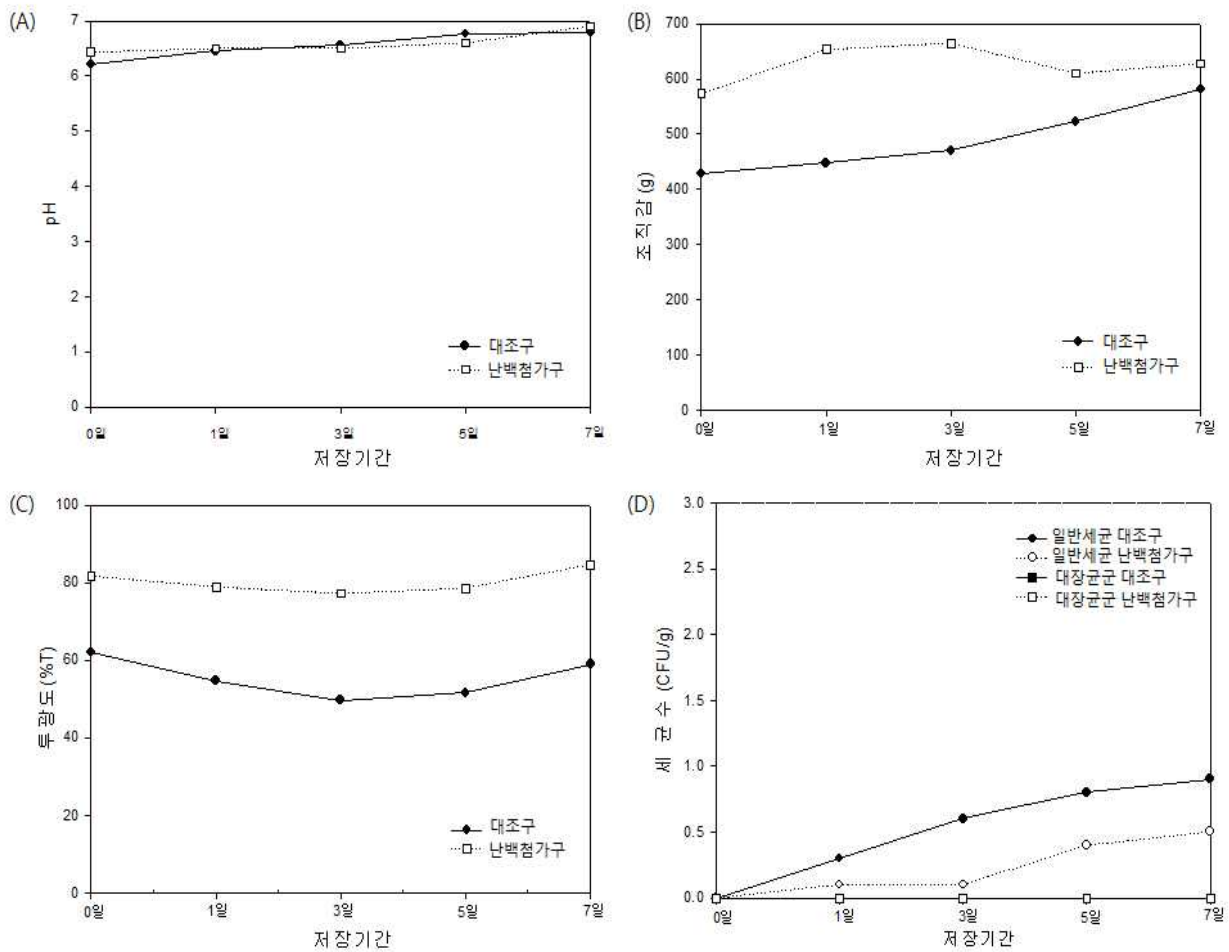 (A)
7
6
5
4
3
2
1
0
pH
대조구
난백첨가구
0일
1일
3일
5일
7일
저장기간
(B)
700
600
500
400
300
200
100
0
조직감(g)
대조구
난백첨가구
0일
1일
3일
5일
7일
저장기간
(C)
100
80
60
40
20
0
투광도(%T)
대조구
난백첨가구
0일
1일
3일
5일
7일
저장기간
(D)
3.0
2.5
2.0
1.5
1.0
0.5
0.0
세 균수 (CFU/g)
일반세균 대조구
일반세균 난백첨가구
대장균군 대조구
대장균군 난백첨가구
0일
1일
3일
5일
7일
저장기간